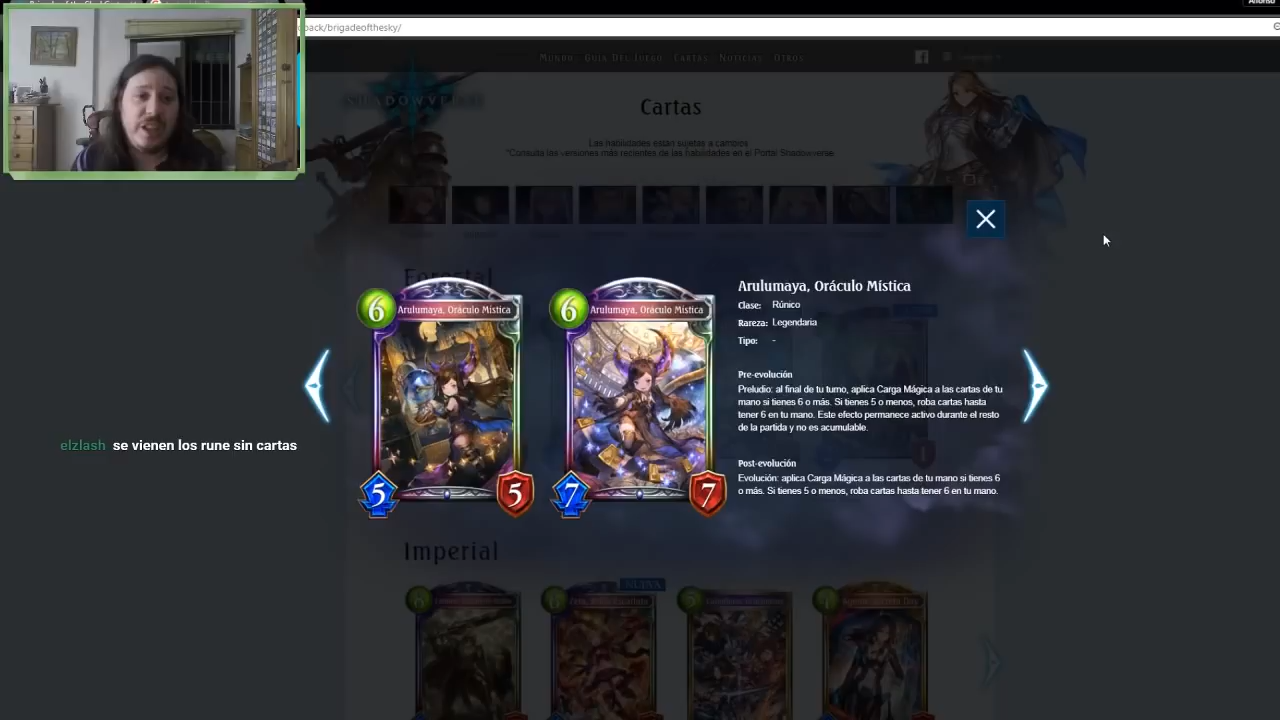 Alfonso
back/brigadeofthesky/
Mundo Guía Del Juego Cartas Noticias Otros
SHADOWVERSE
Cartas
Las habilidades están sujetas a cambios
*Consulta las versiones más recientes de las habilidades en el Portal Shadowverse.
Forestal
6
Arulumaya, Oráculo Mística
5
5
6
Arulumaya, Oráculo Mística
7
7
Arulumaya, Oráculo Mística
Clase: Rúnico
Rareza: Legendaria
Tipo: -
Pre-evolución
Preludio: al final de tu turno, aplica Carga Mágica a las cartas de tu
mano si tienes 6 o más. Si tienes 5 o menos, roba cartas hasta
tener 6 en tu mano. Este efecto permanece activo durante el resto
de la partida y no es acumulable.
Post-evolución
Evolución: aplica Carga Mágica a las cartas de tu mano si tienes 6
o más. Si tienes 5 o menos, roba cartas hasta tener 6 en tu mano.
elzlash se vienen los rune sin cartas
Imperial